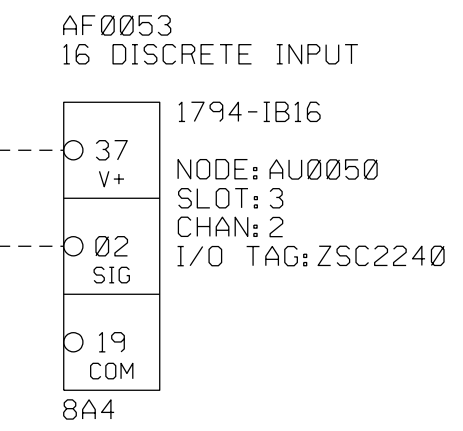 AF0053
16 DISCRETE INPUT
1794-IB16
37
V+
NODE:AU0050
SLOT:3
CHAN:2
I/O TAG:ZSC2240
02
SIG
19
COM
8A4